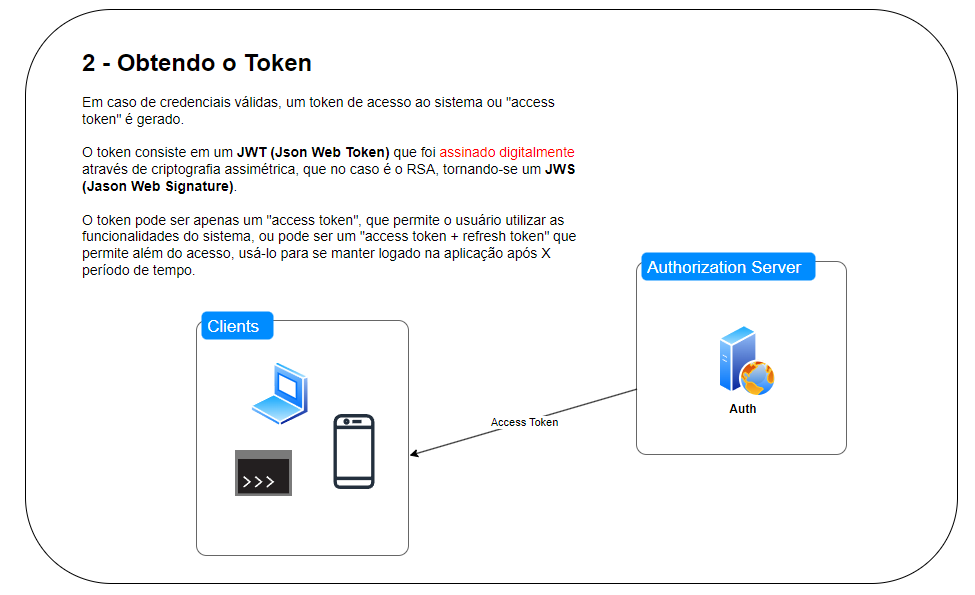 2 - Obtendo o Token
Em caso de credenciais válidas, um token de acesso ao sistema ou "access
token" é gerado.
O token consiste em um JWT (Json Web Token) que foi assinado digitalmente
através de criptografia assimétrica, que no caso é o RSA, tornando-se um JWS
(Jason Web Signature).
O token pode ser apenas um "access token", que permite o usuário utilizar as
funcionalidades do sistema, ou pode ser um "access token + refresh token" que
permite além do acesso, usá-lo para se manter logado na aplicação após X
período de tempo.
Authorization Server
Clients
Auth
Access Token
>>>